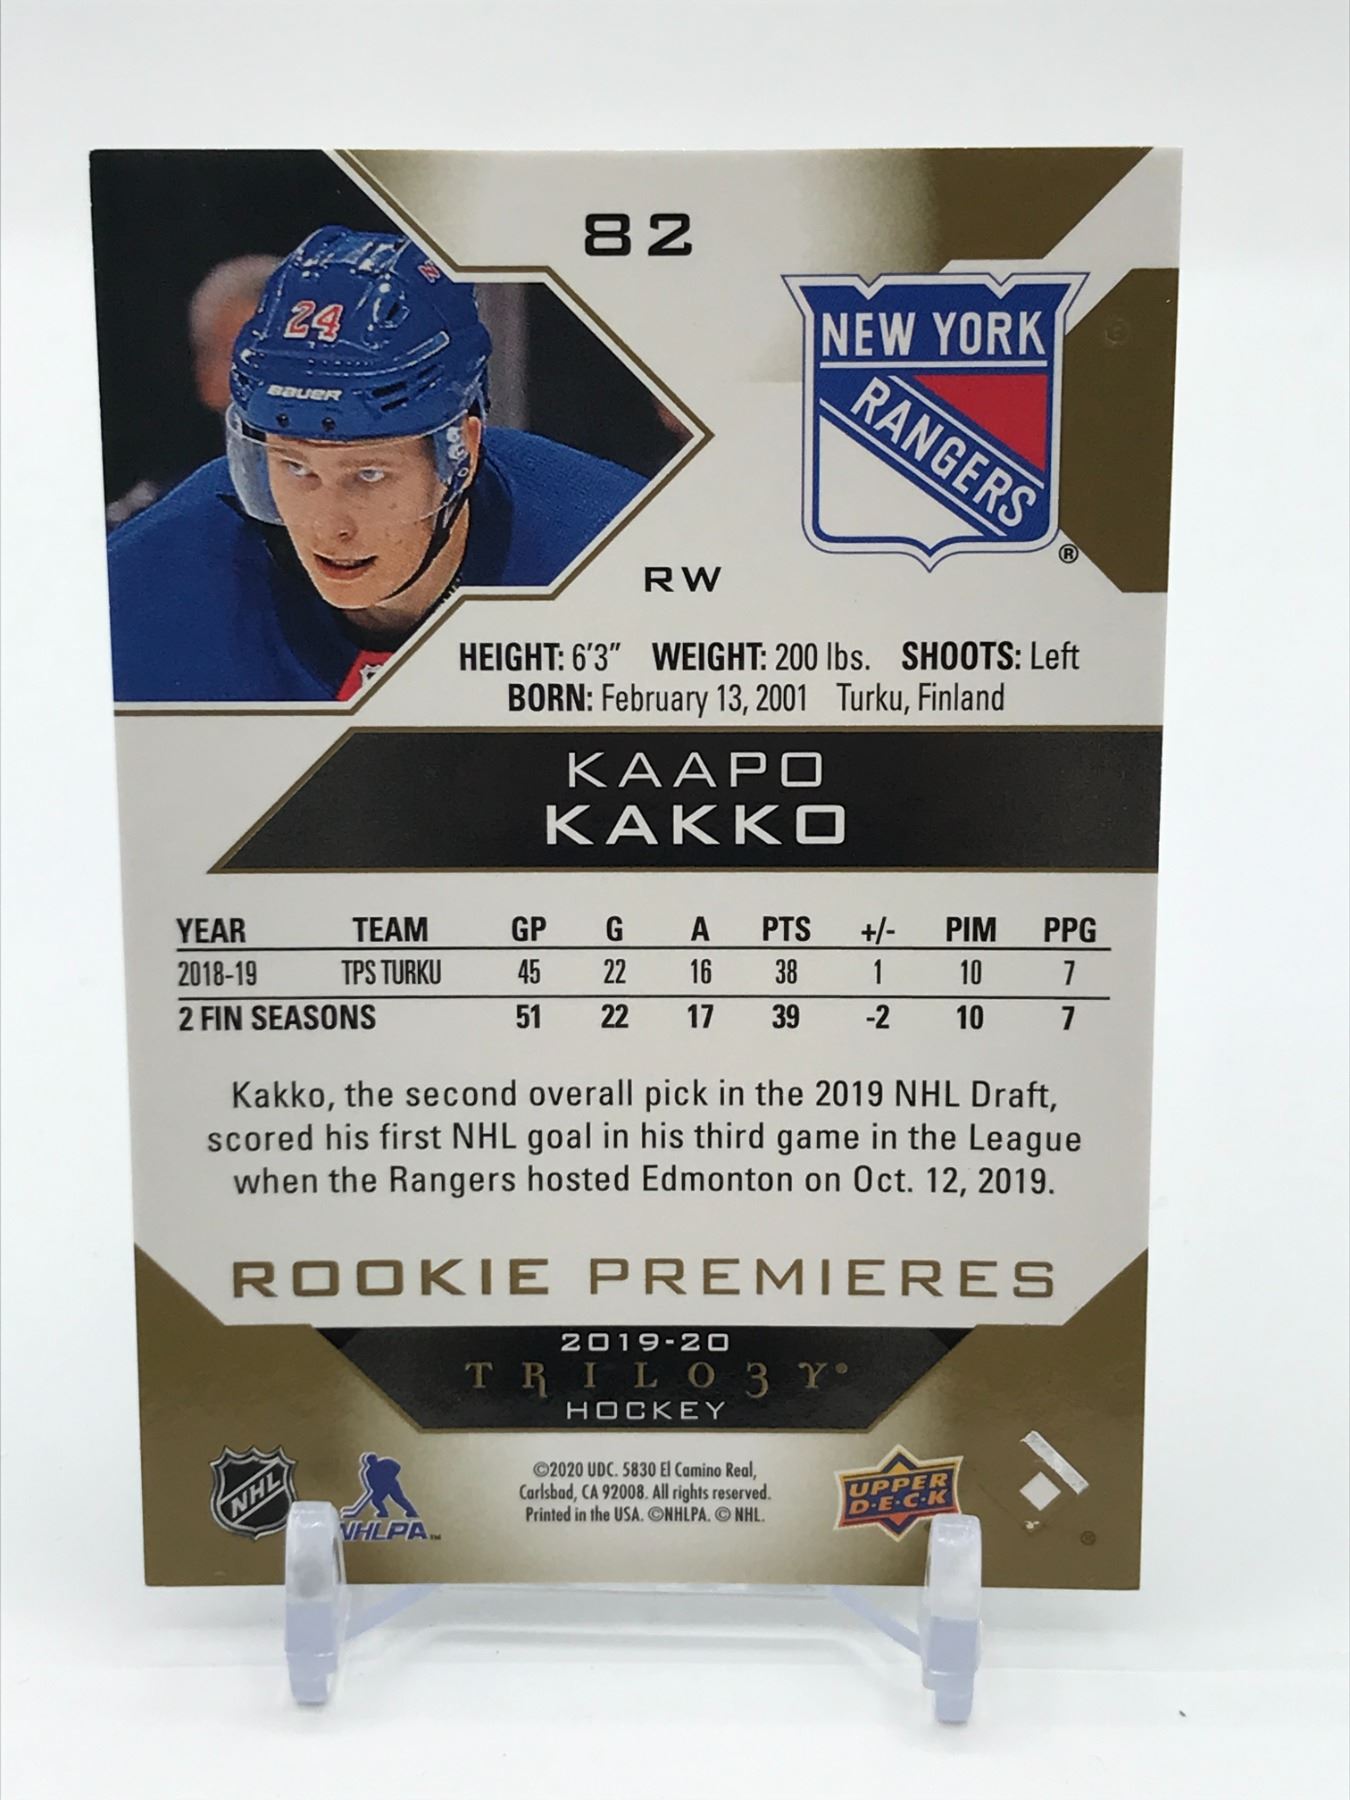 82
24
BAUER
NEW YORK
RANGERS
®
RW
HEIGHT: 6'3" WEIGHT: 200 lbs. SHOOTS: Left
BORN: February 13, 2001 Turku, Finland
KAAPO
KAKKO
YEAR TEAM GP G A PTS +/- PIM PPG
2018-19 TPS TURKU 45 22 16 38 1 10 7
2 FIN SEASONS 51 22 17 39 -2 10 7
Kakko, the second overall pick in the 2019 NHL Draft,
scored his first NHL goal in his third game in the League
when the Rangers hosted Edmonton on Oct. 12, 2019.
ROOKIE PREMIERES
2019-20
TRILO3Y®
HOCKEY
NHL
NHLPA™
©2020 UDC. 5830 El Camino Real,
Carlsbad, CA 92008. All rights reserved.
Printed in the USA. ©NHLPA. © NHL.
UPPER
D·E·C·K
®